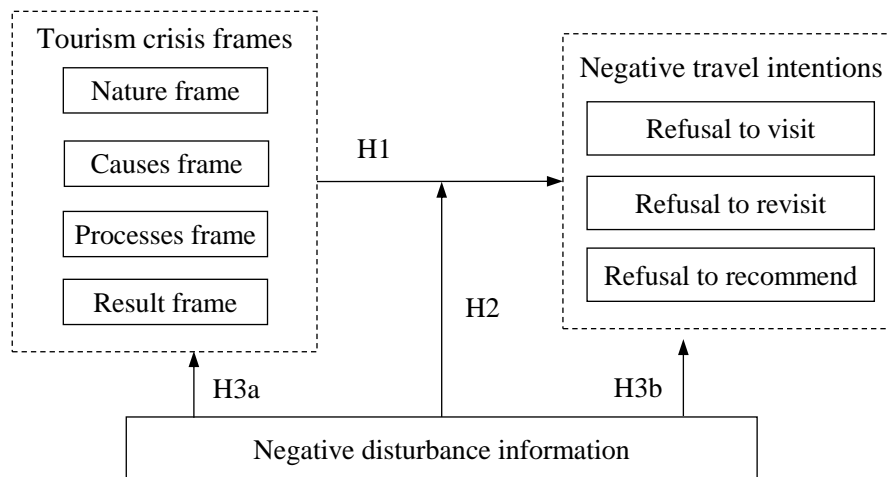 Tourism crisis frames
Nature frame
Causes frame
Processes frame
Result frame
H1
Negative travel intentions
Refusal to visit
Refusal to revisit
Refusal to recommend
H2
H3a
H3b
Negative disturbance information